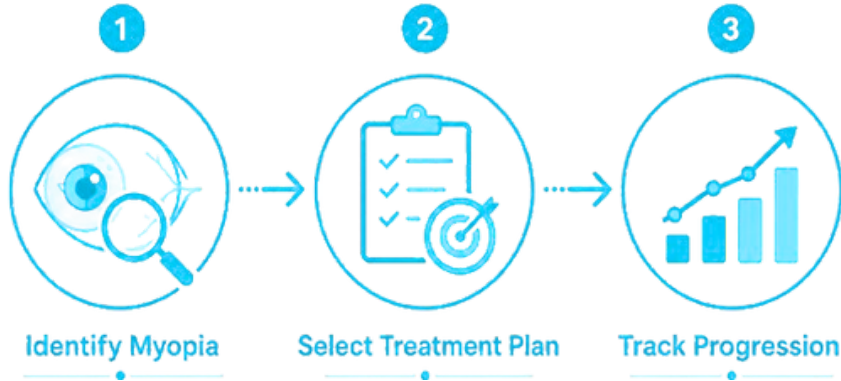 1
2
3
Identify Myopia
Select Treatment Plan
Track Progression